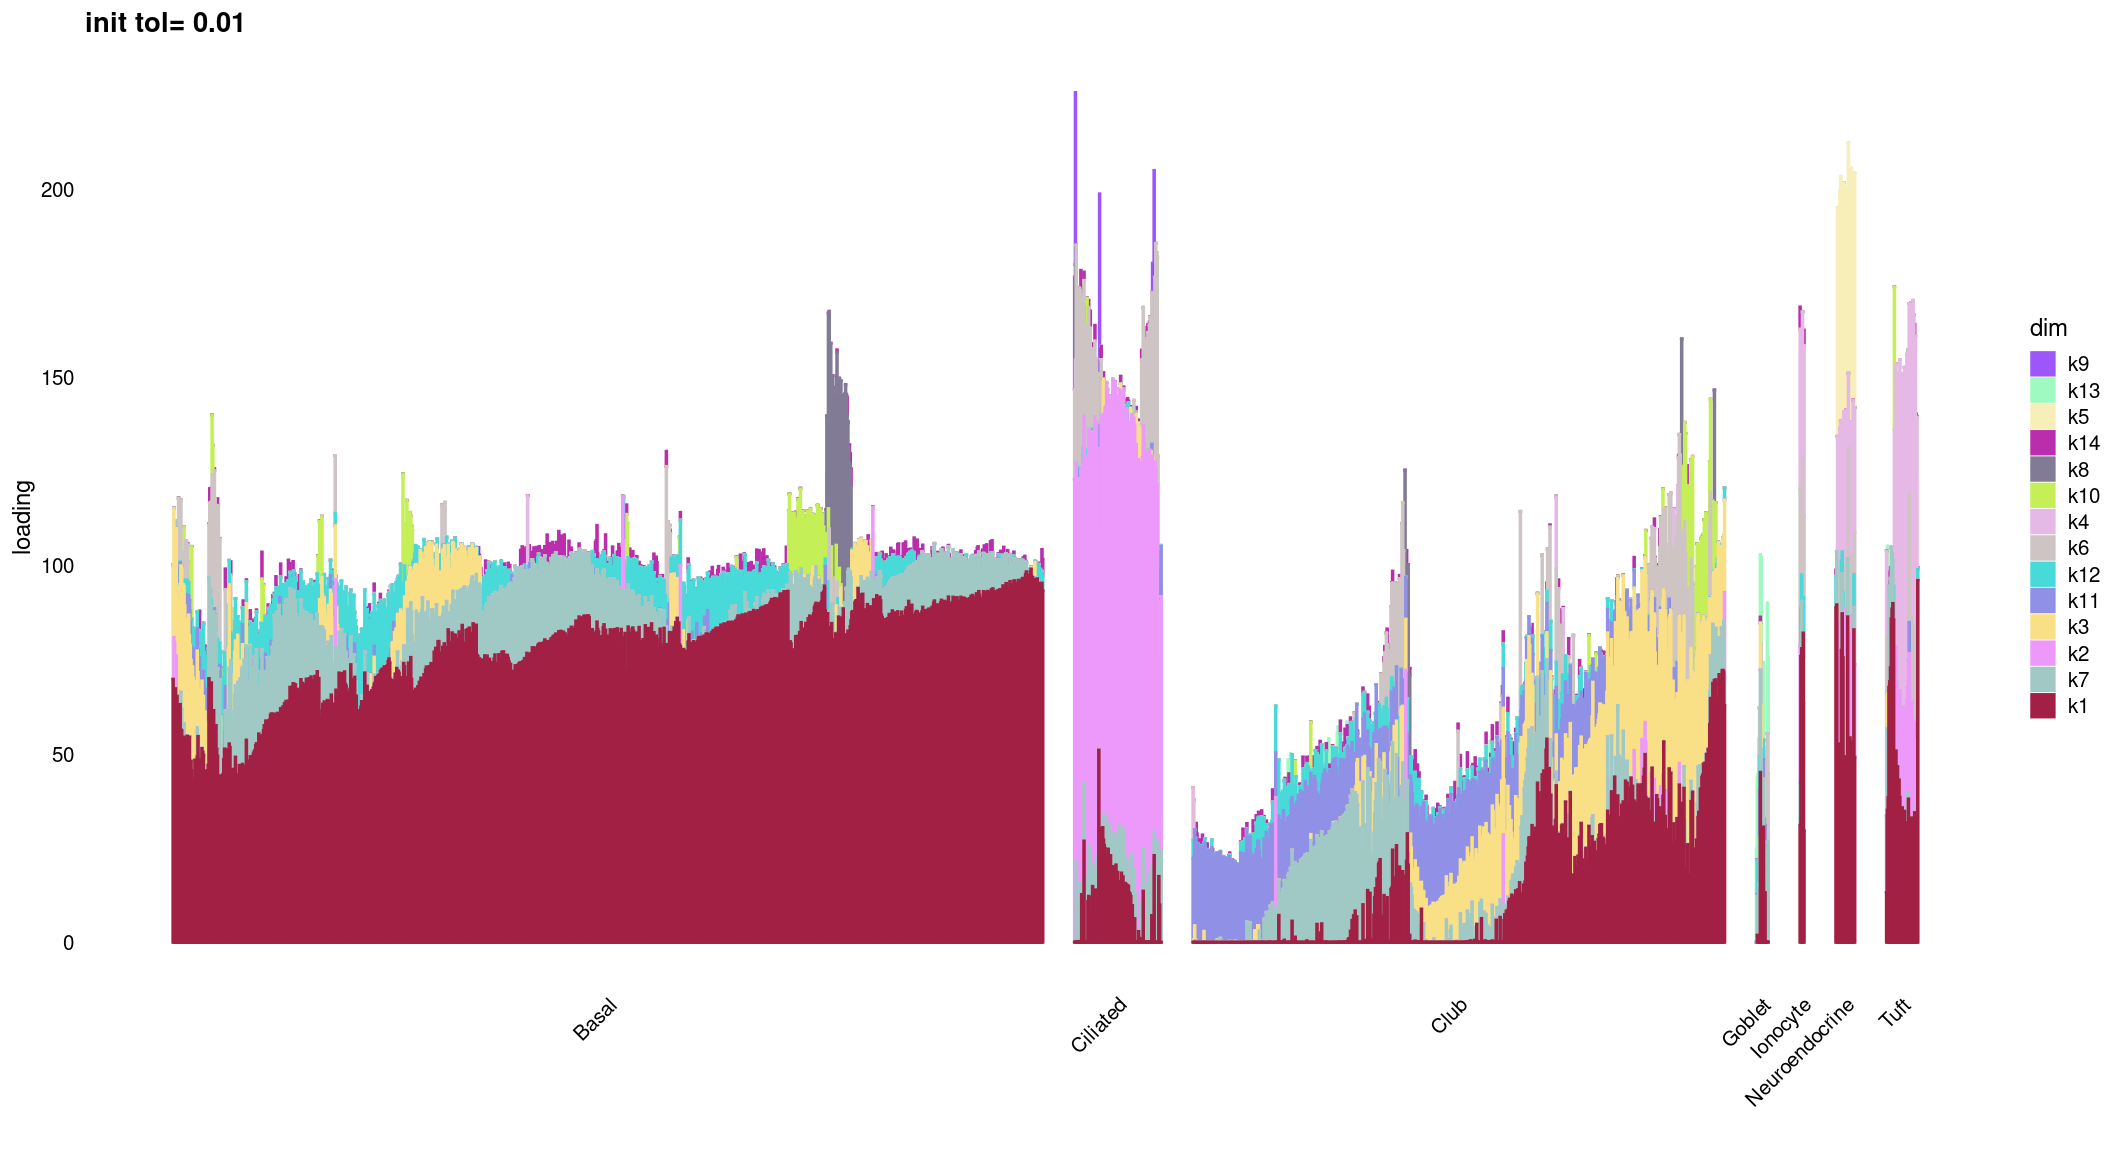 init tol= 0.01
loading
200
150
100
50
0
Basal
Ciliated
Club
Goblet
Ionocyte
Neuroendocrine
Tuft
dim
k9
k13
k5
k14
k8
k10
k4
k6
k12
k11
k3
k2
k7
k1